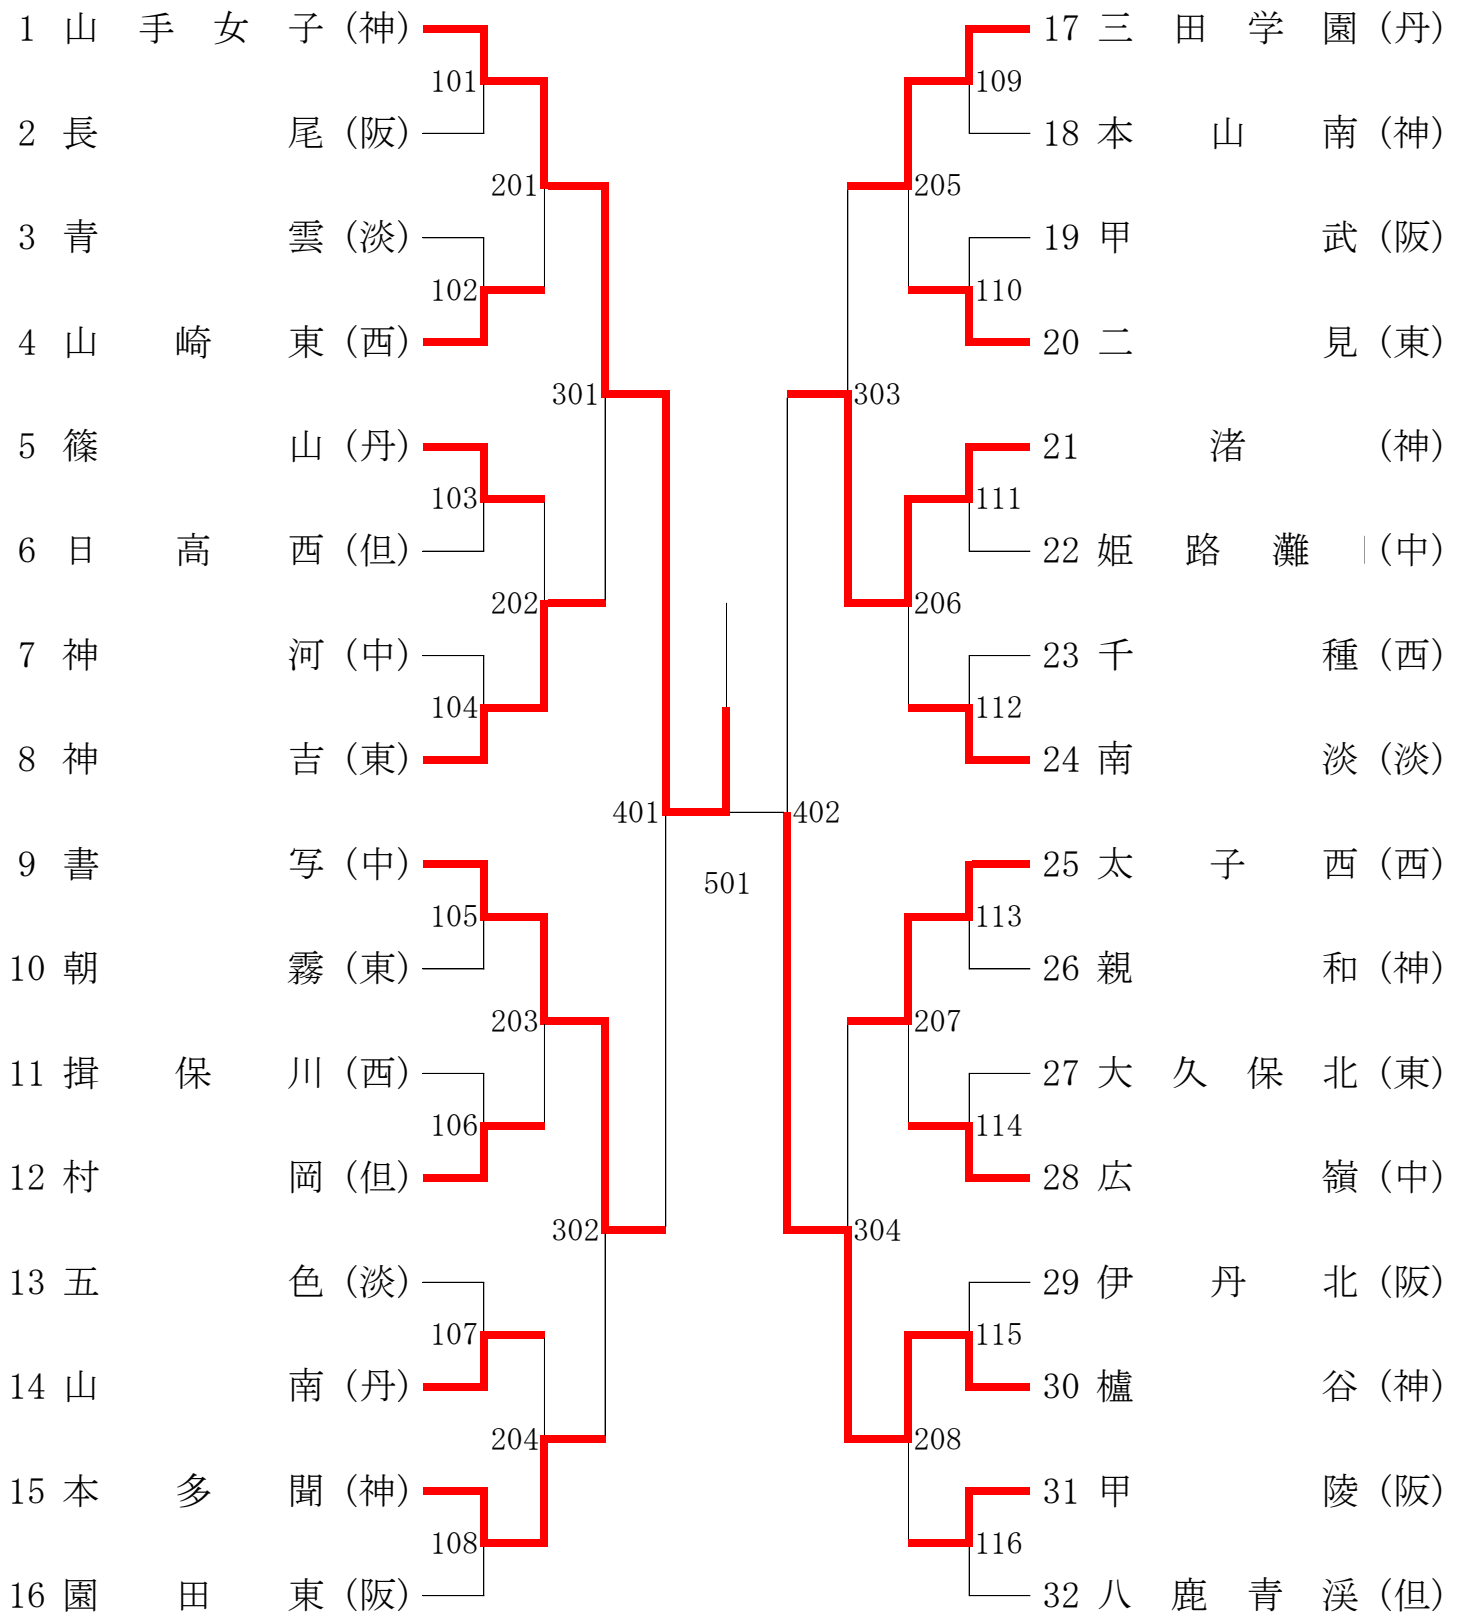 1 山手女子(神)
101
2 長尾(阪)
201
3 青雲(淡)
102
4 山崎東(西)
301
5 篠山(丹)
103
6 日高西(但)
202
7 神河(中)
104
8 神吉(東)
401
9 書写(中)
105
10 朝霧(東)
203
11 揖保川(西)
106
12 村岡(但)
302
13 五色(淡)
107
14 山南(丹)
204
15 本多聞(神)
108
16 園田東(阪)
501
17 三田学園(丹)
109
18 本山南(神)
205
19 甲武(阪)
110
20 二見(東)
303
21 渚(神)
111
22 姫路灘(中)
206
23 千種(西)
112
24 南淡(淡)
402
25 太子西(西)
113
26 親和(神)
207
27 大久保北(東)
114
28 広嶺(中)
304
29 伊丹北(阪)
115
30 櫨谷(神)
208
31 甲陵(阪)
116
32 八鹿青渓(但)